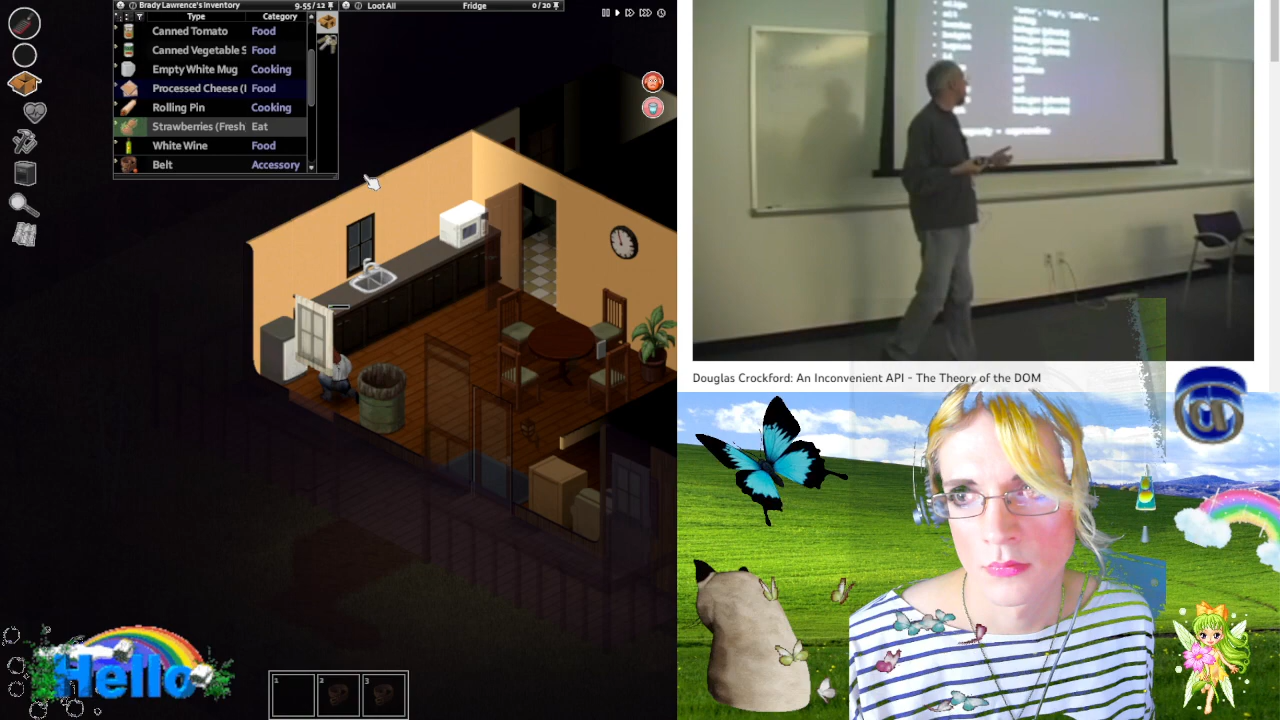 Brady Lawrence's Inventory 9.55 / 12
Loot All Fridge 0 / 20
Type Category
Canned Tomato Food
Canned Vegetable S Food
Empty White Mug Cooking
Processed Cheese (I Food
Rolling Pin Cooking
Strawberries (Fresh Eat
White Wine Food
Belt Accessory
Douglas Crockford: An Inconvenient API - The Theory of the DOM
@
Hello
1 2 3